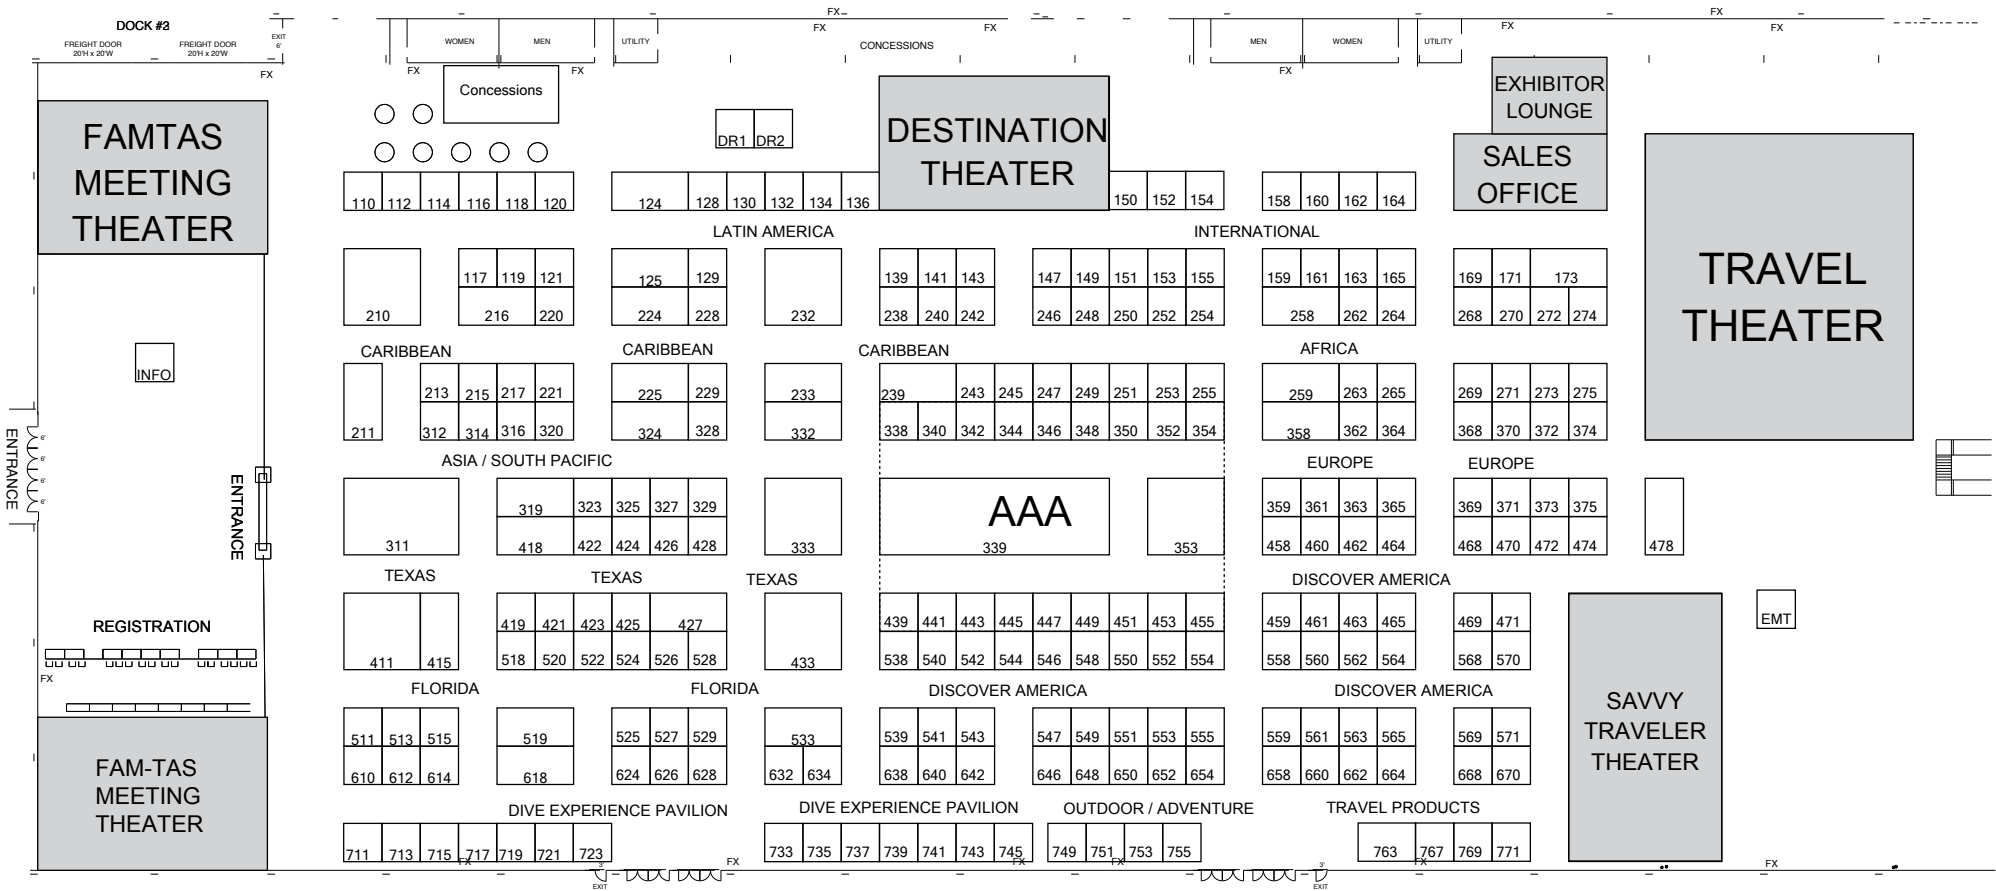 DOCK #2
FREIGHT DOOR
20'H x 20'W
FREIGHT DOOR
20'H x 20'W
EXIT
6'
FX
FX
FX
FX
FX
FX
FX
WOMEN
MEN
UTILITY
CONCESSIONS
MEN
WOMEN
UTILITY
FX
FX
FX
FX
Concessions
FAMTAS
MEETING
THEATER
DR1 DR2
DESTINATION
THEATER
EXHIBITOR
LOUNGE
SALES
OFFICE
TRAVEL
THEATER
110 112 114 116 118 120
124 128 130 132 134 136
150 152 154
158 160 162 164
LATIN AMERICA
INTERNATIONAL
117 119 121
125 129
139 141 143
147 149 151 153 155
159 161 163 165
169 171 173
210
216 220
224 228
232
238 240 242
246 248 250 252 254
258 262 264
268 270 272 274
CARIBBEAN
CARIBBEAN
CARIBBEAN
AFRICA
INFO
213 215 217 221
225 229
233
239 243 245 247 249 251 253 255
259 263 265
269 271 273 275
211
312 314 316 320
324 328
332
338 340 342 344 346 348 350 352 354
358 362 364
368 370 372 374
ENTRANCE
6'
6'
6'
6'
ENTRANCE
ASIA / SOUTH PACIFIC
EUROPE
EUROPE
319 323 325 327 329
AAA
359 361 363 365
369 371 373 375
311
418 422 424 426 428
333
339
353
458 460 462 464
468 470 472 474
478
TEXAS
TEXAS
TEXAS
DISCOVER AMERICA
419 421 423 425 427
439 441 443 445 447 449 451 453 455
459 461 463 465
469 471
EMT
411 415
518 520 522 524 526 528
433
538 540 542 544 546 548 550 552 554
558 560 562 564
568 570
REGISTRATION
FX
FLORIDA
FLORIDA
DISCOVER AMERICA
DISCOVER AMERICA
511 513 515
519
525 527 529
533
539 541 543
547 549 551 553 555
559 561 563 565
569 571
610 612 614
618
624 626 628
632 634
638 640 642
646 648 650 652 654
658 660 662 664
668 670
SAVVY
TRAVELER
THEATER
FAM-TAS
MEETING
THEATER
DIVE EXPERIENCE PAVILION
DIVE EXPERIENCE PAVILION
OUTDOOR / ADVENTURE
TRAVEL PRODUCTS
711 713 715 717 719 721 723
733 735 737 739 741 743 745
749 751 753 755
763 767 769 771
FX
FX
FX
FX
FX
FX
3'
EXIT
3'
EXIT